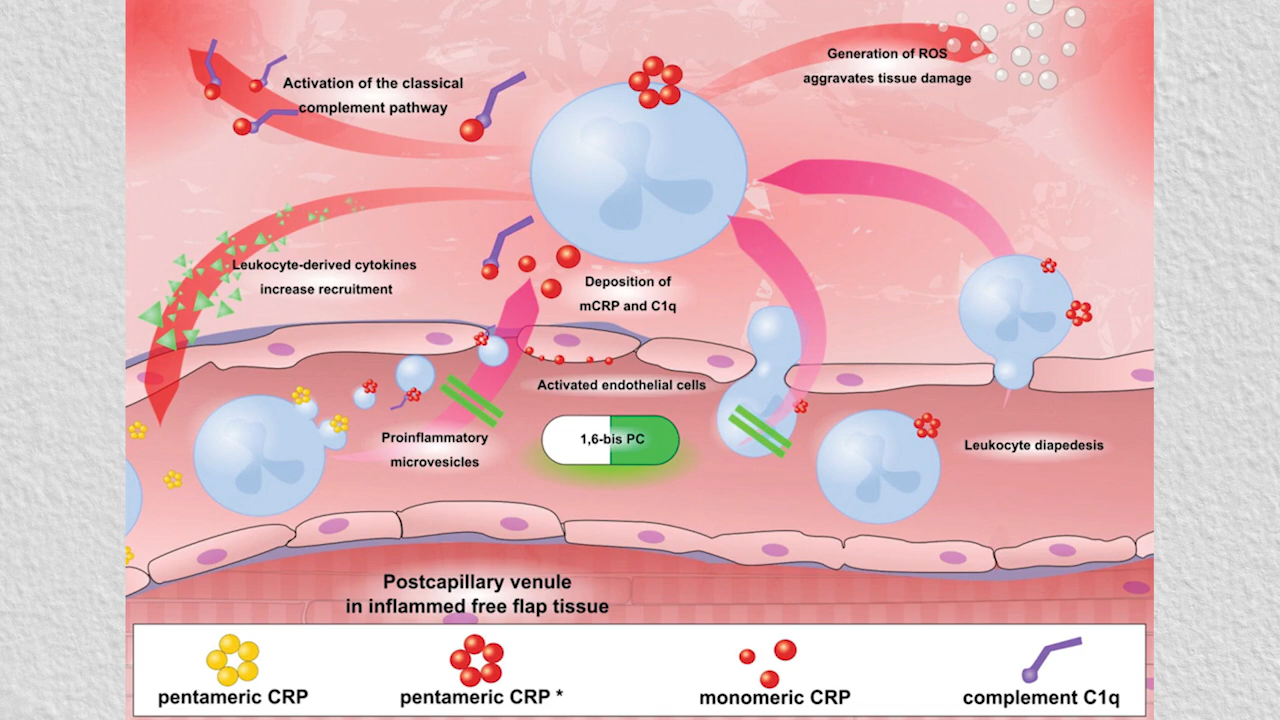 Generation of ROS
aggravates tissue damage
Activation of the classical
complement pathway
Leukocyte-derived cytokines
increase recruitment
Deposition of
mCRP and C1q
Activated endothelial cells
Proinflammatory
microvesicles
1,6-bis PC
Leukocyte diapedesis
Postcapillary venule
in inflammed free flap tissue
pentameric CRP
pentameric CRP *
monomeric CRP
complement C1q